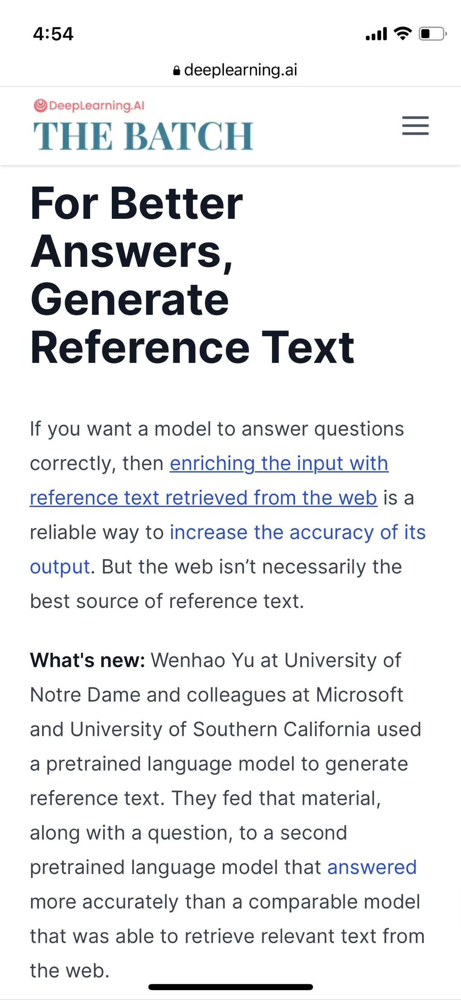 4:54
deeplearning.ai
DeepLearning.AI
THE BATCH
For Better
Answers,
Generate
Reference Text
If you want a model to answer questions
correctly, then enriching the input with
reference text retrieved from the web is a
reliable way to increase the accuracy of its
output. But the web isn’t necessarily the
best source of reference text.
What's new: Wenhao Yu at University of
Notre Dame and colleagues at Microsoft
and University of Southern California used
a pretrained language model to generate
reference text. They fed that material,
along with a question, to a second
pretrained language model that answered
more accurately than a comparable model
that was able to retrieve relevant text from
the web.